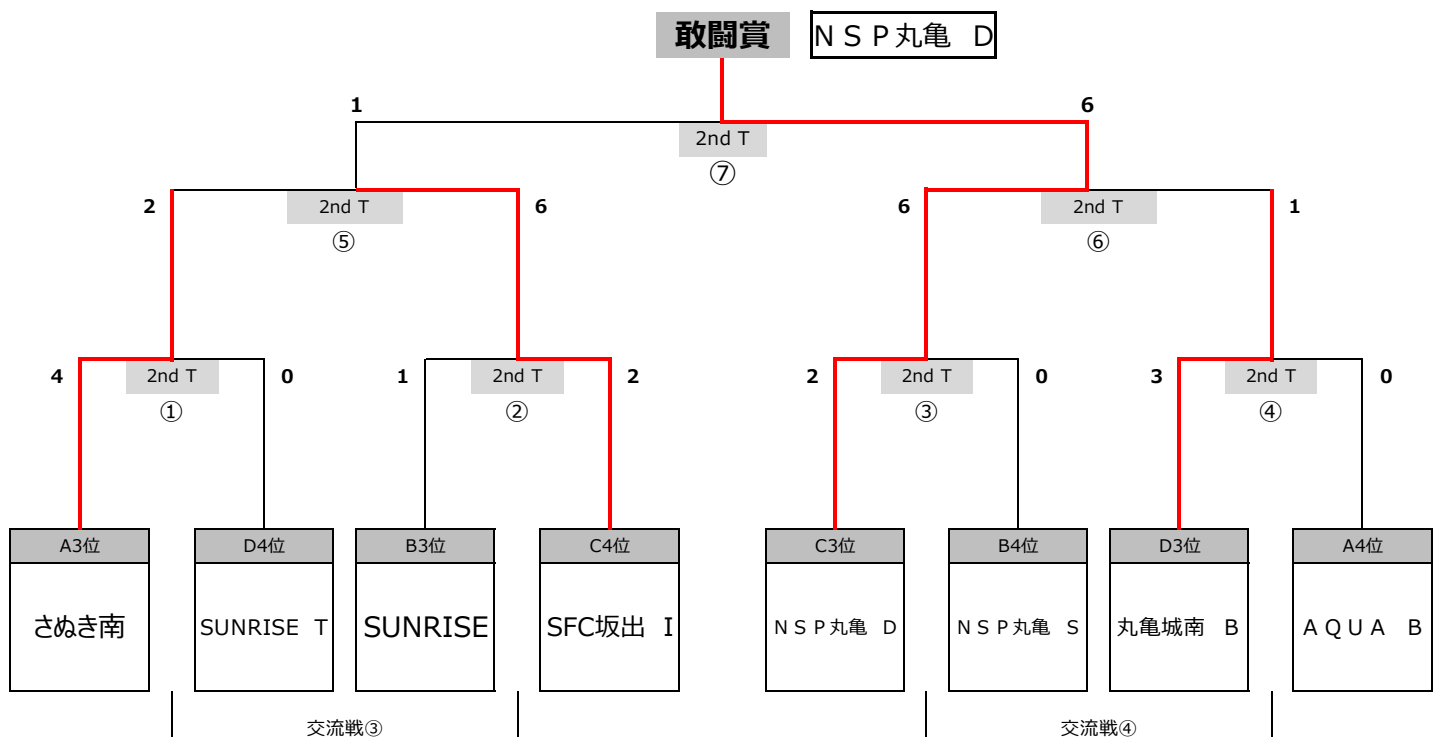 敢闘賞 ＮＳＰ丸亀　Ｄ
1 6
2nd T
⑦
2 2nd T 6 6 2nd T 1
⑤ ⑥
4 2nd T 0 1 2nd T 2 2 2nd T 0 3 2nd T 0
① ② ③ ④
A3位 D4位 B3位 C4位 C3位 B4位 D3位 A4位
さぬき南 SUNRISE　T SUNRISE SFC坂出　I ＮＳＰ丸亀　Ｄ ＮＳＰ丸亀　Ｓ 丸亀城南　B ＡＱＵＡ　Ｂ
交流戦③ 交流戦④